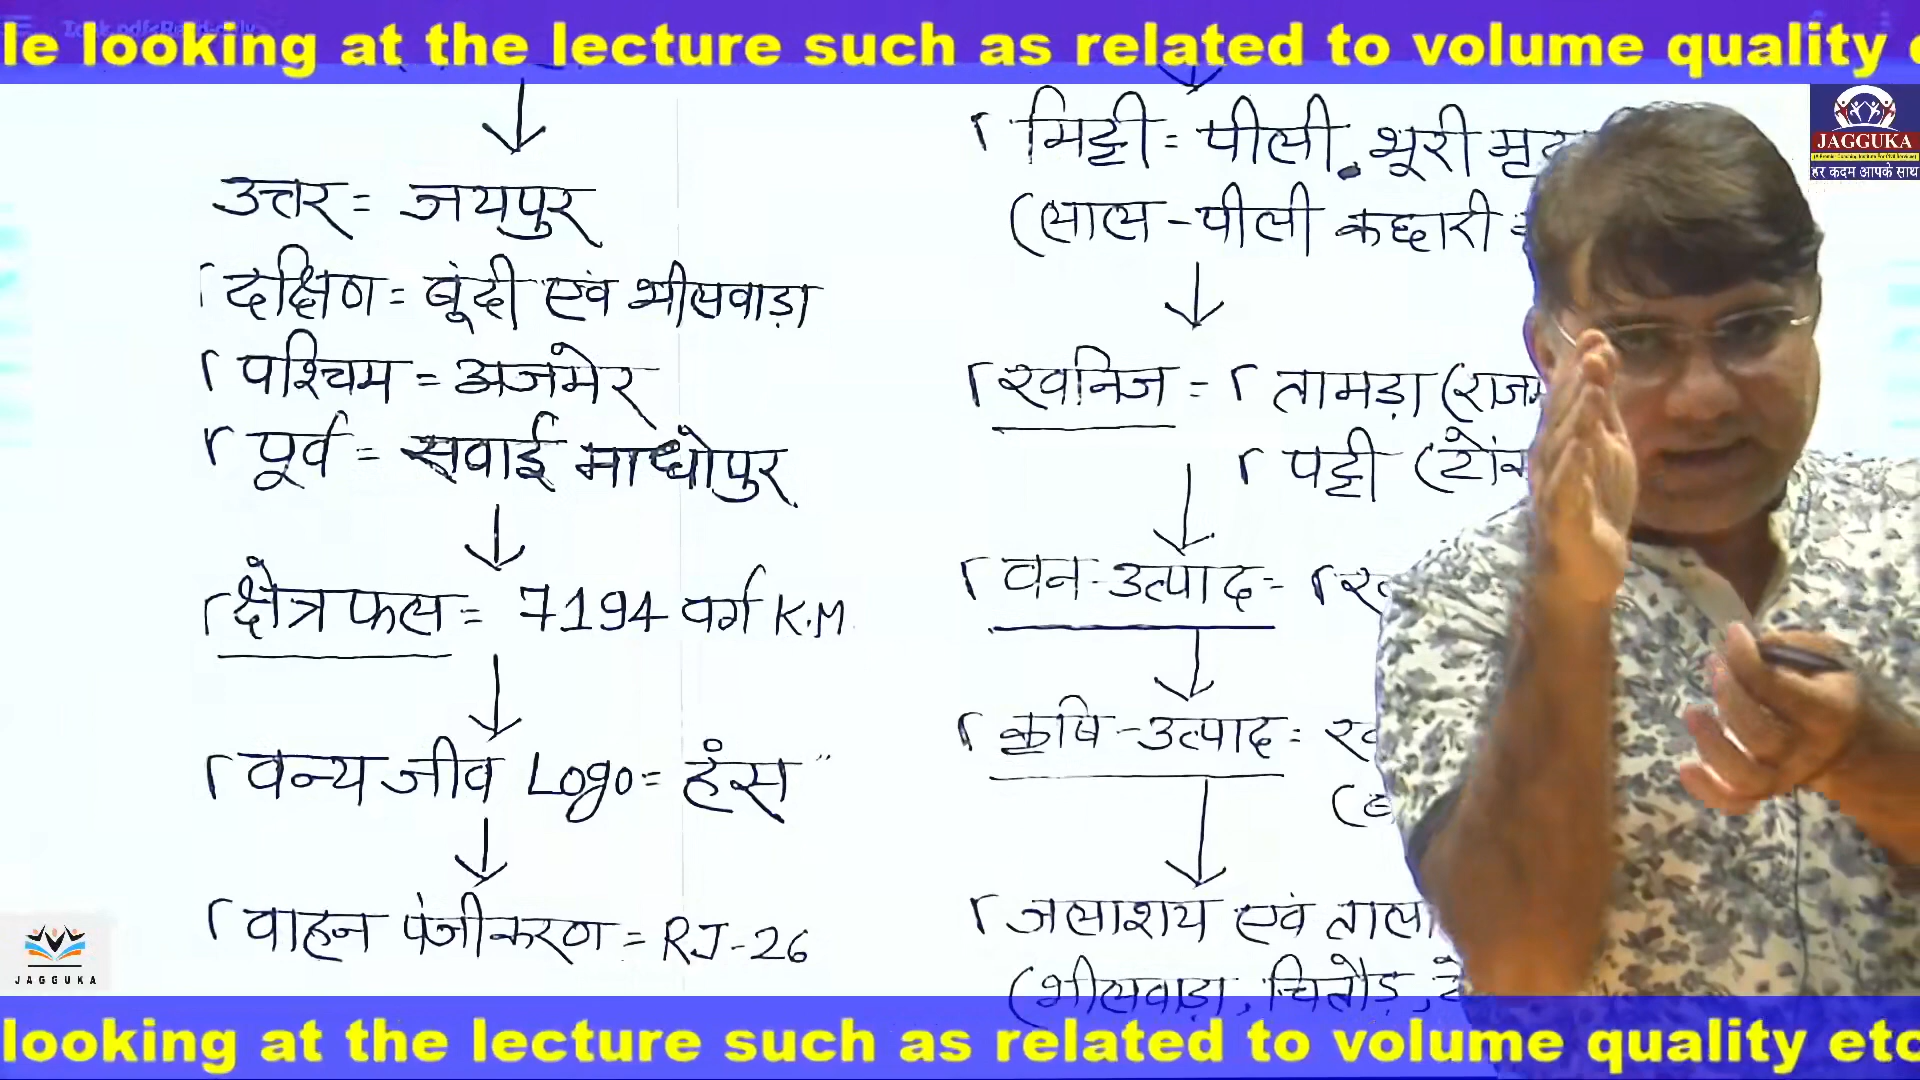 le looking at the lecture such as related to volume quality
उत्तर = जयपुर
दक्षिण = बूंदी एवं भीलवाड़ा
पश्चिम = अजमेर
पूर्व = सवाई माधोपुर
क्षेत्रफल = 7194 वर्ग K.M.
वन्य जीव Logo = हंस
वाहन पंजीकरण = RJ-26
मिट्टी = पीली, भूरी
(लाल-पीली कछारी =
खनिज = तामड़ा (राजम
पट्टी (टोंक
वन-उत्पाद =
कृषि-उत्पाद =
जलाशय एवं ताला
(भीलवाड़ा, चितौड़,
JAGGUKA
हर कदम आपके साथ
JAGGUKA
looking at the lecture such as related to volume quality etc